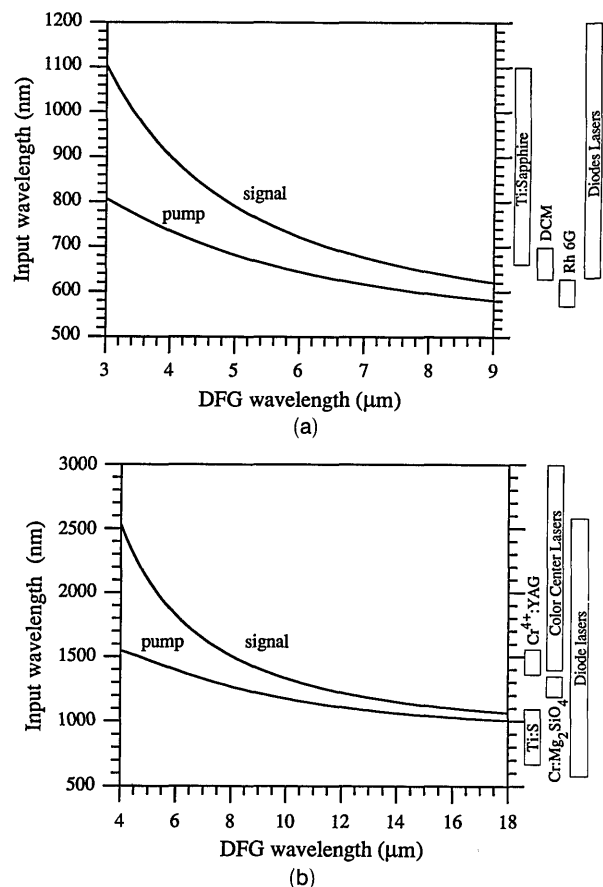 1200
1100
1000
900
800
700
600
500
Input wavelength (nm)
pump
signal
3 4 5 6 7 8 9
DFG wavelength (μm)
(a)
Ti:Sapphire
DCM
Rh 6G
Diodes Lasers
3000
2500
2000
1500
1000
500
Input wavelength (nm)
pump
signal
4 6 8 10 12 14 16 18
DFG wavelength (μm)
(b)
Ti:S
Cr4+:YAG
Cr:Mg2SiO4
Color Center Lasers
Diode lasers